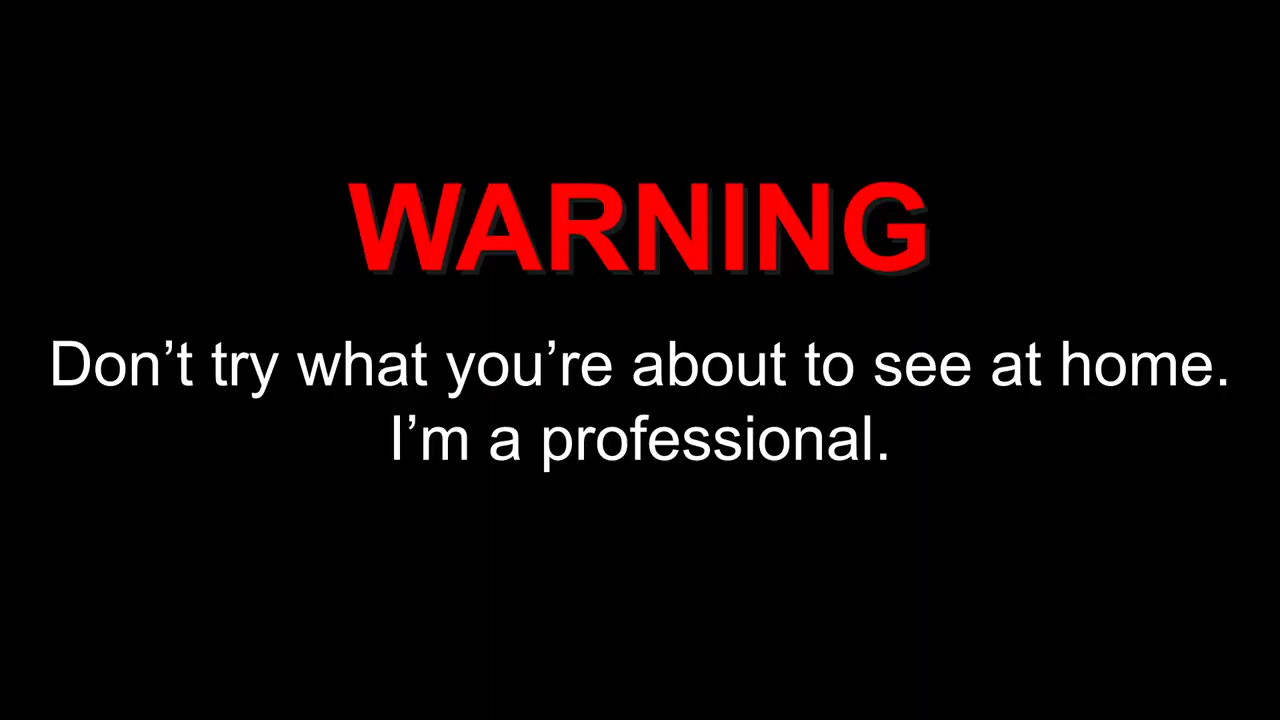 WARNING
Don’t try what you’re about to see at home.
I’m a professional.